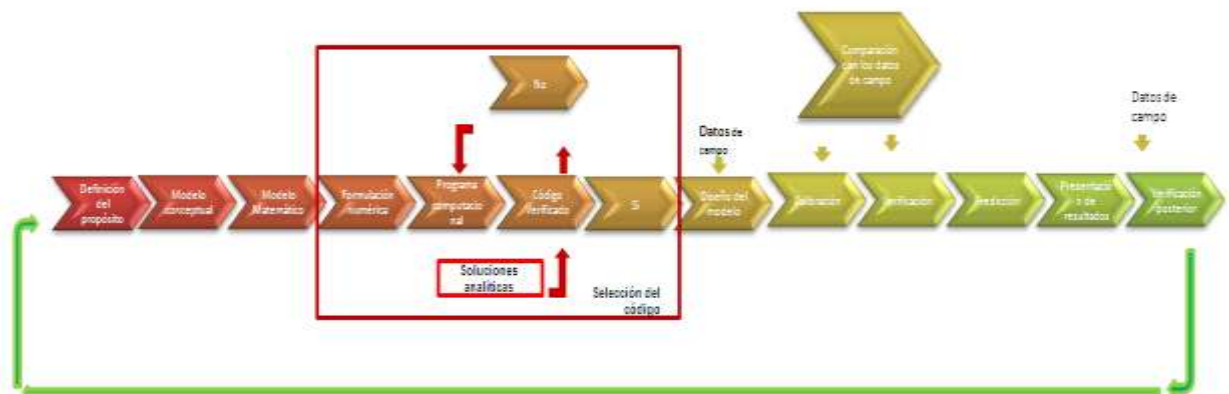 Comparación
con los datos
de campo
No
Datos de
campo
Datos de
campo
Definición
del
propósito
Modelo
conceptual
Modelo
Matemático
Formulación
Numérica
Programa
computacio
nal
Código
Verificado
Si
Diseño del
modelo
Calibración
Verificación
Predicción
Presentació
n de
resultados
Verificación
posterior
Soluciones
analíticas
Selección del
código